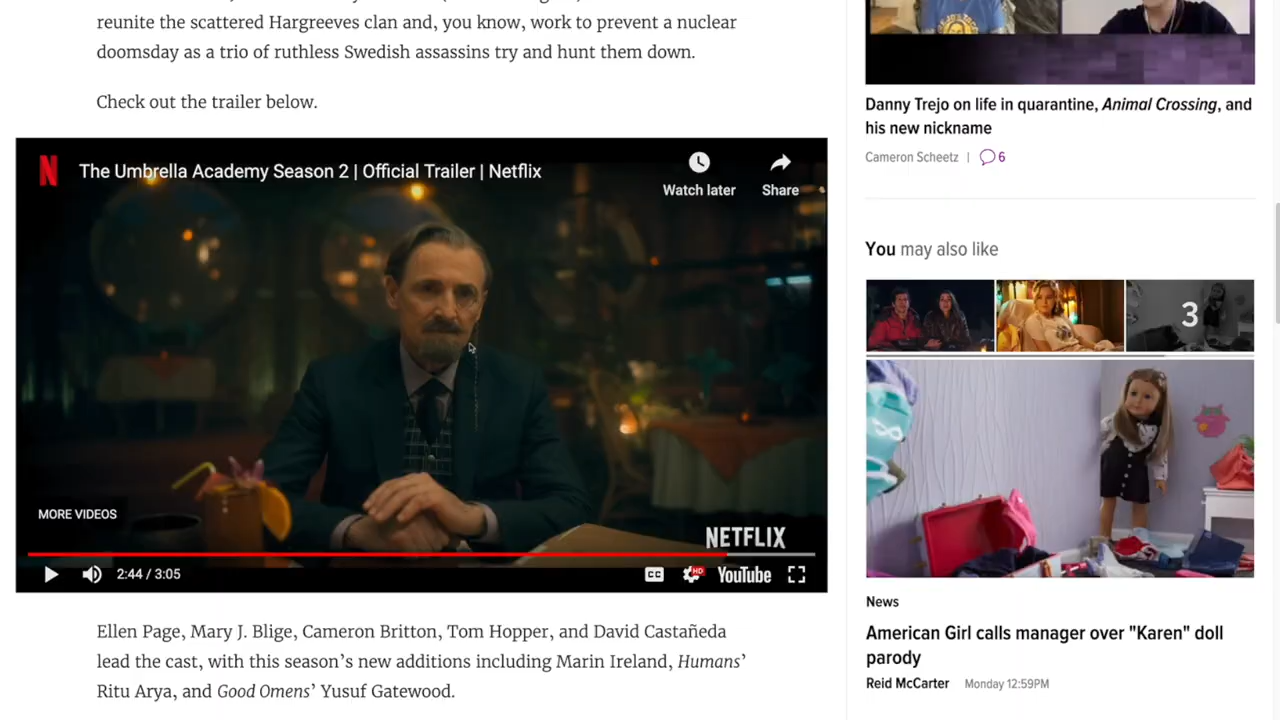 reunite the scattered Hargreeves clan and, you know, work to prevent a nuclear
doomsday as a trio of ruthless Swedish assassins try and hunt them down.
Check out the trailer below.
N The Umbrella Academy Season 2 | Official Trailer | Netflix
Watch later
Share
MORE VIDEOS
NETFLIX
2:44 / 3:05
CC
HD
YouTube
Ellen Page, Mary J. Blige, Cameron Britton, Tom Hopper, and David Castañeda
lead the cast, with this season’s new additions including Marin Ireland, Humans’
Ritu Arya, and Good Omens’ Yusuf Gatewood.
Danny Trejo on life in quarantine, Animal Crossing, and
his new nickname
Cameron Scheetz | 6
You may also like
3
News
American Girl calls manager over "Karen" doll
parody
Reid McCarter Monday 12:59PM